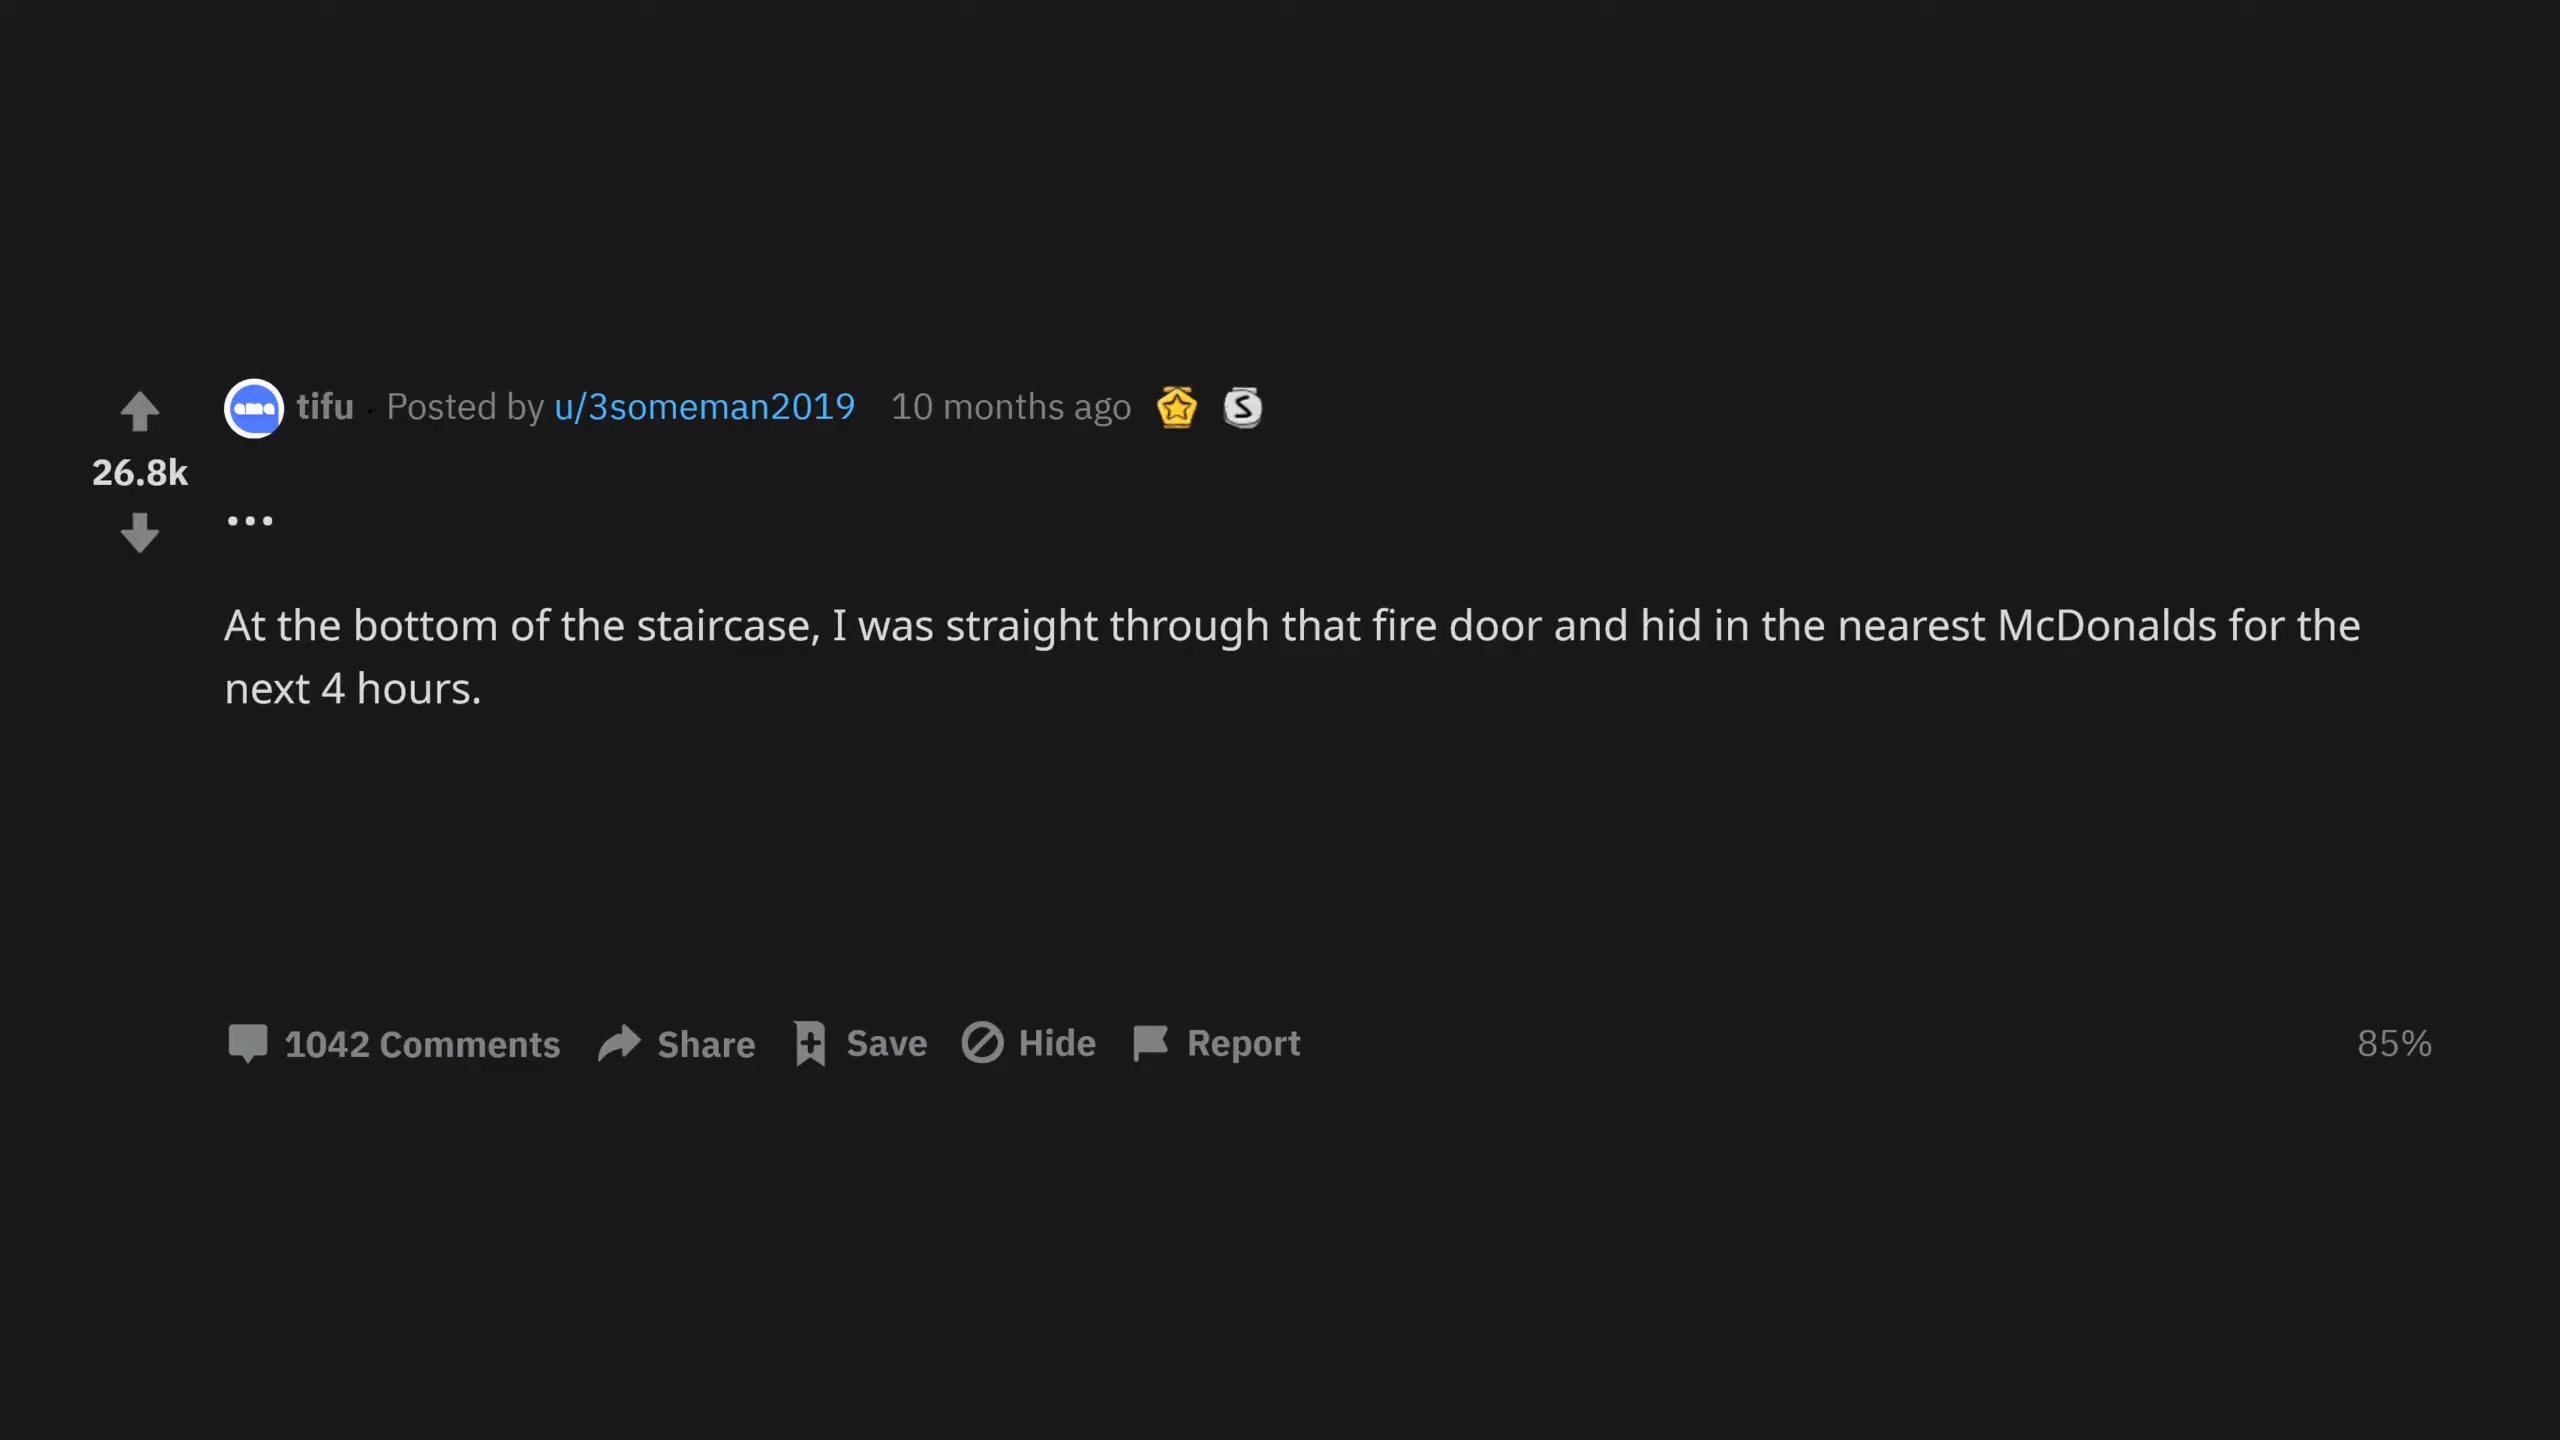 tifu · Posted by u/3someman2019 10 months ago
26.8k
...
At the bottom of the staircase, I was straight through that fire door and hid in the nearest McDonalds for the
next 4 hours.
1042 Comments Share Save Hide Report 85%